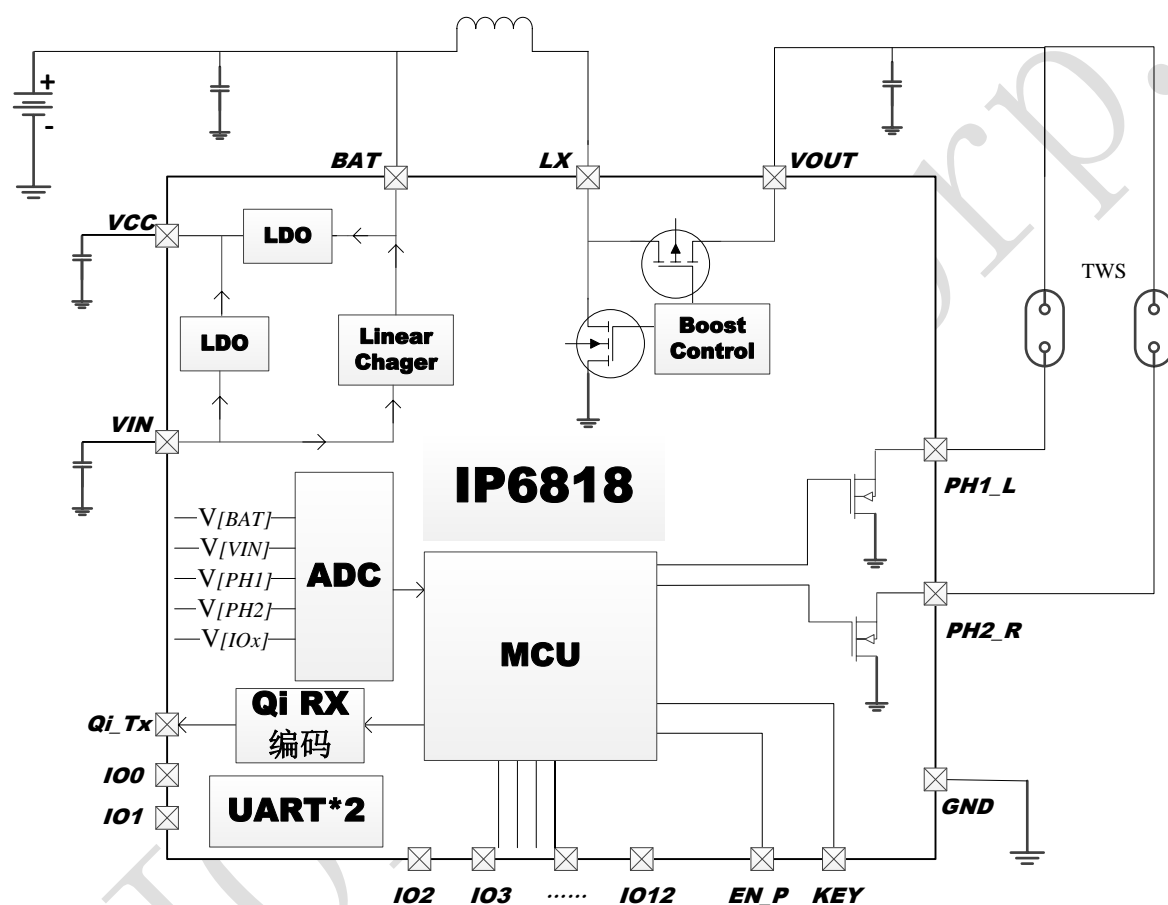 +
-
BAT
LX
VOUT
VCC
LDO
TWS
LDO
Linear
Chager
Boost
Control
VIN
IP6818
PH1_L
V[BAT]
V[VIN]
V[PH1]
V[PH2]
V[IOx]
ADC
MCU
PH2_R
Qi_Tx
Qi RX
编码
IO0
IO1
UART*2
GND
IO2
IO3
······
IO12
EN_P
KEY
orp.